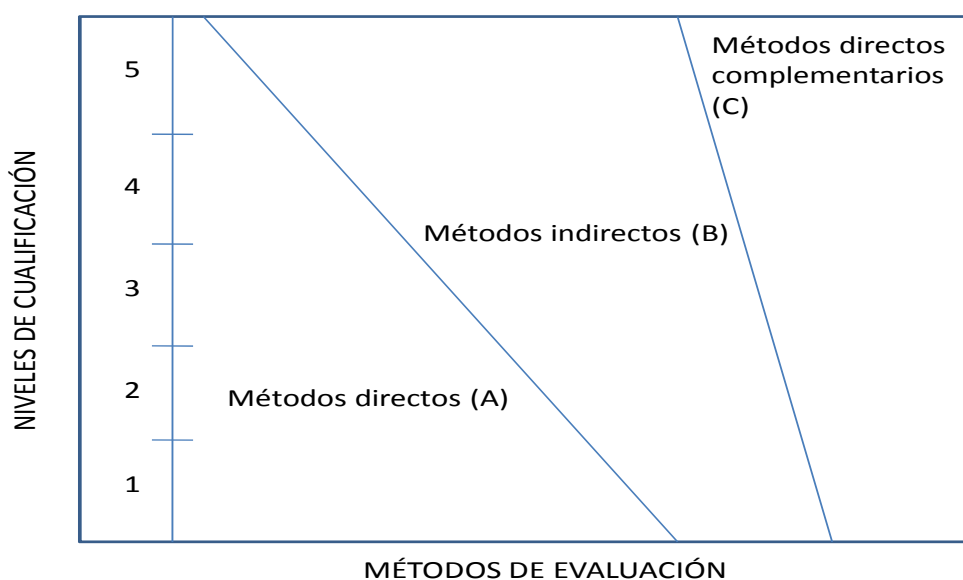 NIVELES DE CUALIFICACIÓN
5
4
3
2
1
Métodos directos
complementarios
(C)
Métodos indirectos (B)
Métodos directos (A)
MÉTODOS DE EVALUACIÓN